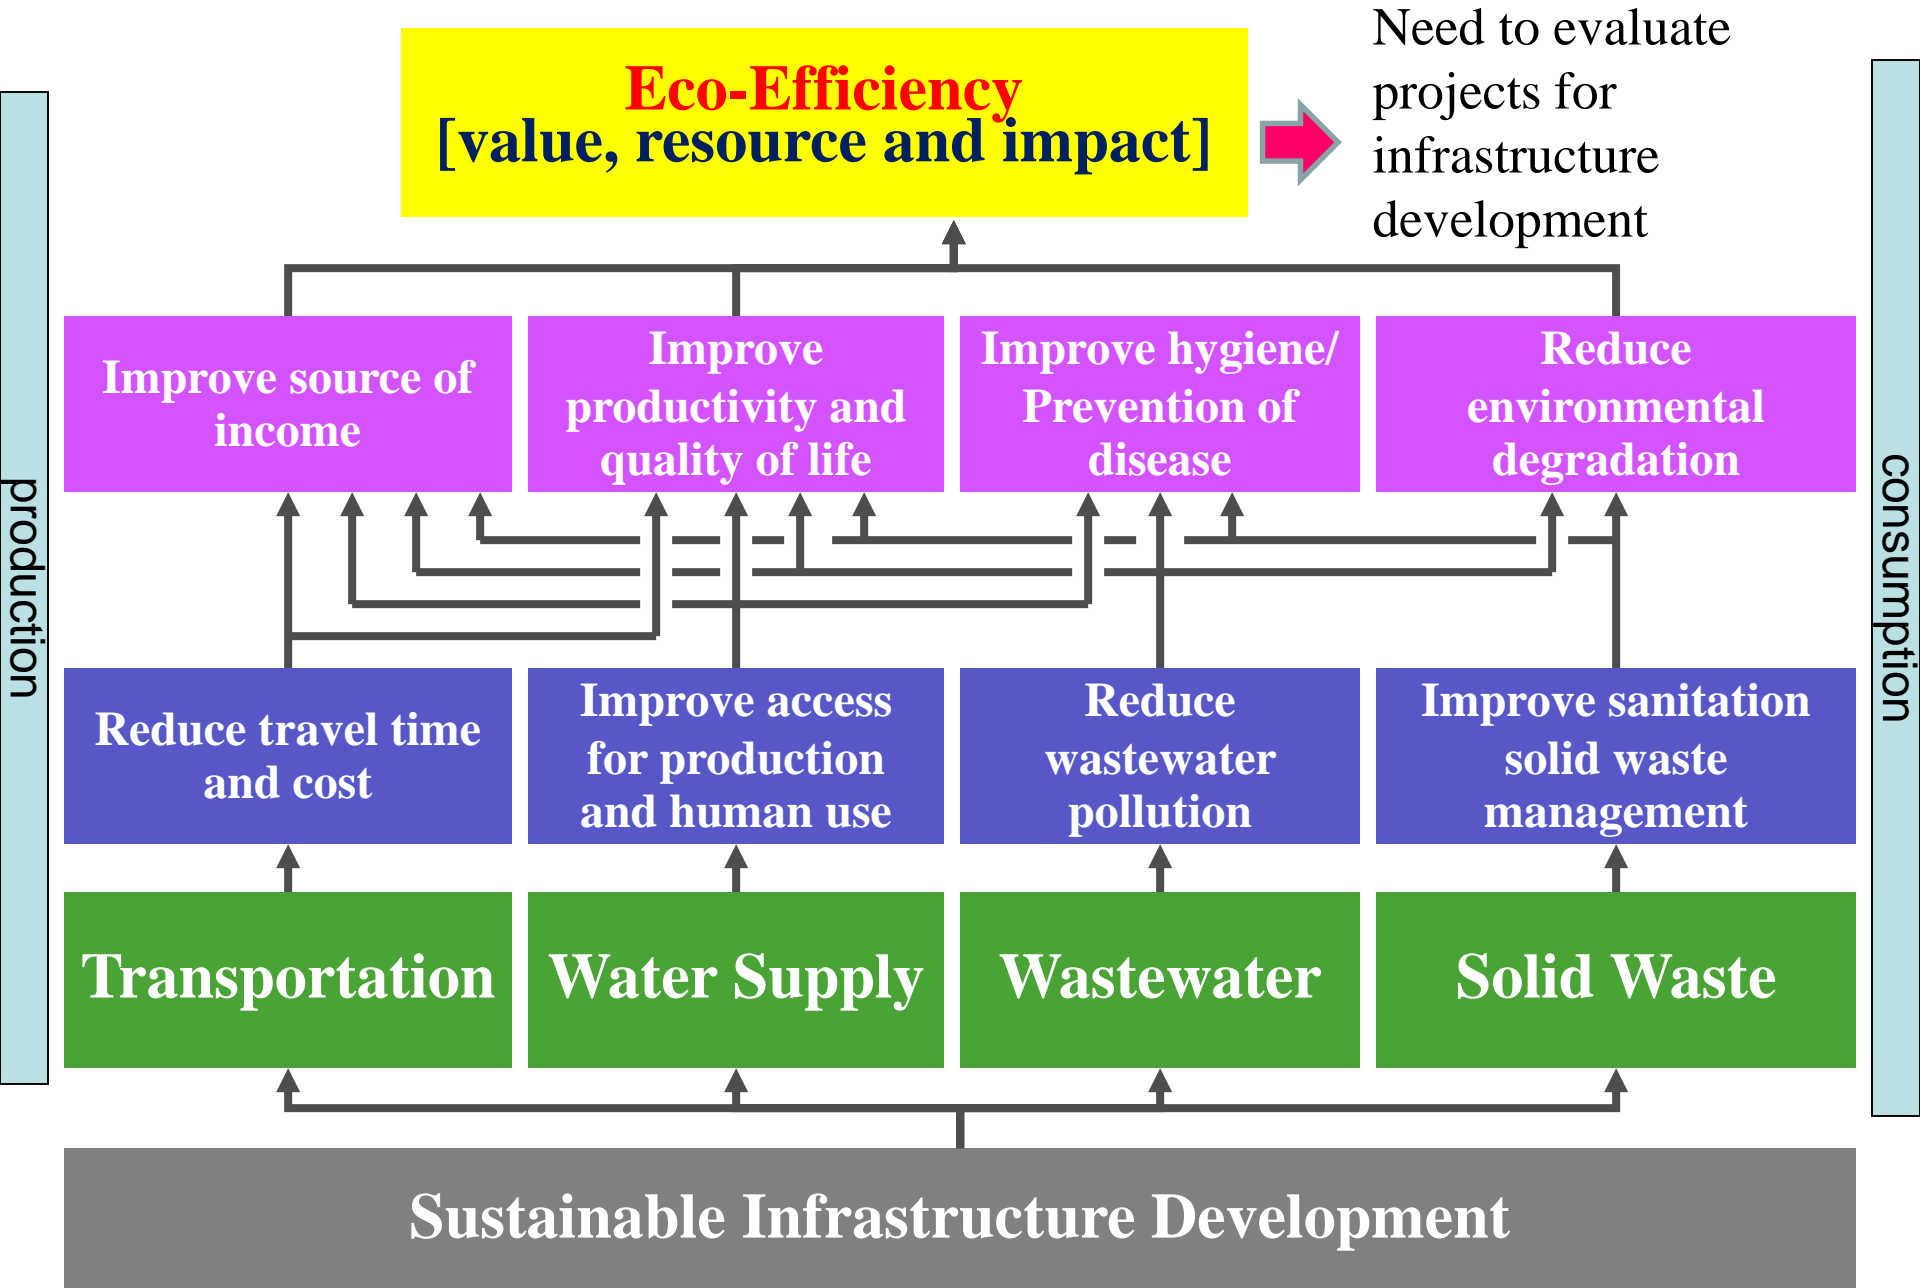 Eco-Efficiency
[value, resource and impact]
Need to evaluate
projects for
infrastructure
development
production
consumption
Improve source of
income
Improve
productivity and
quality of life
Improve hygiene/
Prevention of
disease
Reduce
environmental
degradation
Reduce travel time
and cost
Improve access
for production
and human use
Reduce
wastewater
pollution
Improve sanitation
solid waste
management
Transportation
Water Supply
Wastewater
Solid Waste
Sustainable Infrastructure Development